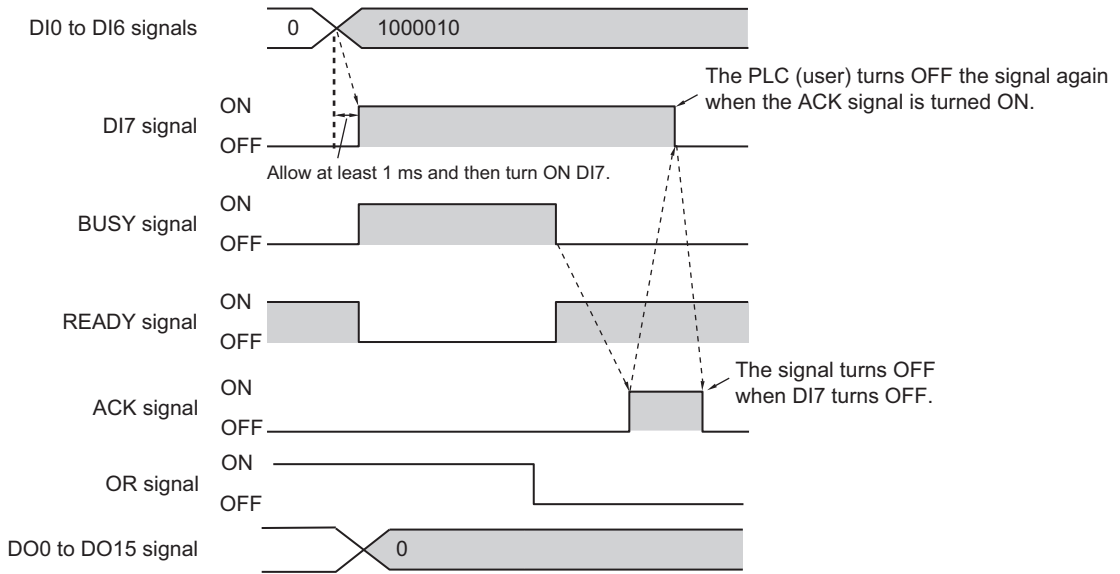 DI0 to DI6 signals
0
1000010
The PLC (user) turns OFF the signal again
when the ACK signal is turned ON.
ON
DI7 signal
OFF
Allow at least 1 ms and then turn ON DI7.
ON
BUSY signal
OFF
ON
READY signal
OFF
The signal turns OFF
when DI7 turns OFF.
ON
ACK signal
OFF
ON
OR signal
OFF
DO0 to DO15 signal
0